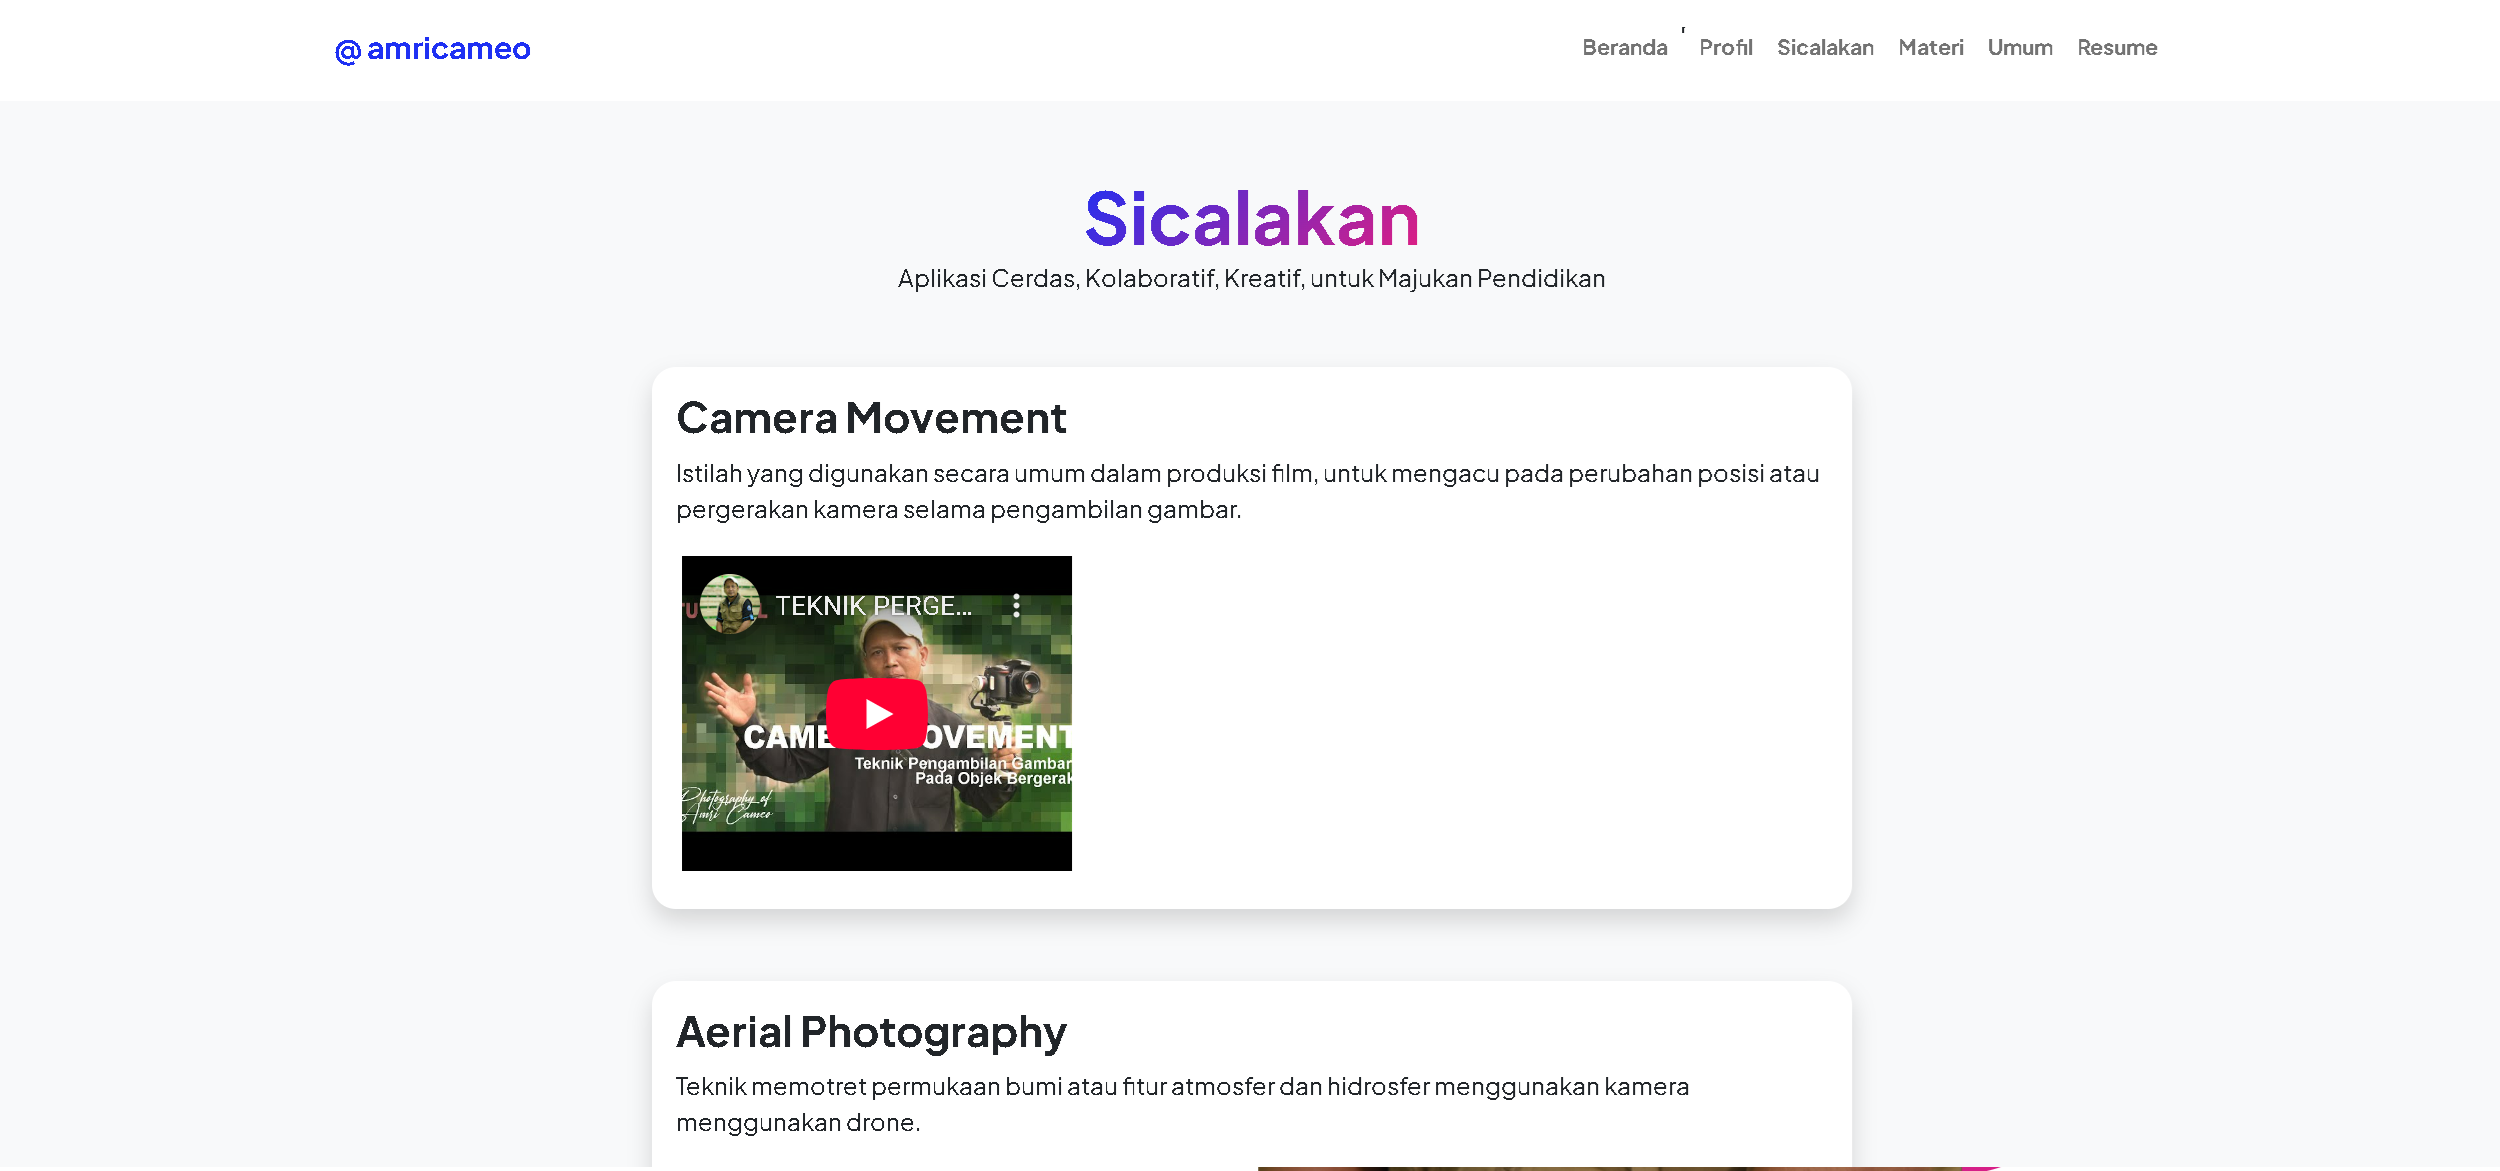 @ amricameo
Beranda Profil Sicalakan Materi Umum Resume
Sicalakan
Aplikasi Cerdas, Kolaboratif, Kreatif, untuk Majukan Pendidikan
Camera Movement
Istilah yang digunakan secara umum dalam produksi film, untuk mengacu pada perubahan posisi atau
pergerakan kamera selama pengambilan gambar.
TEKNIK PERGE...
Teknik Pengambilan Gambar
Pada Objek Bergerak
Photography of
Amri Cameo
Aerial Photography
Teknik memotret permukaan bumi atau fitur atmosfer dan hidrosfer menggunakan kamera
menggunakan drone.